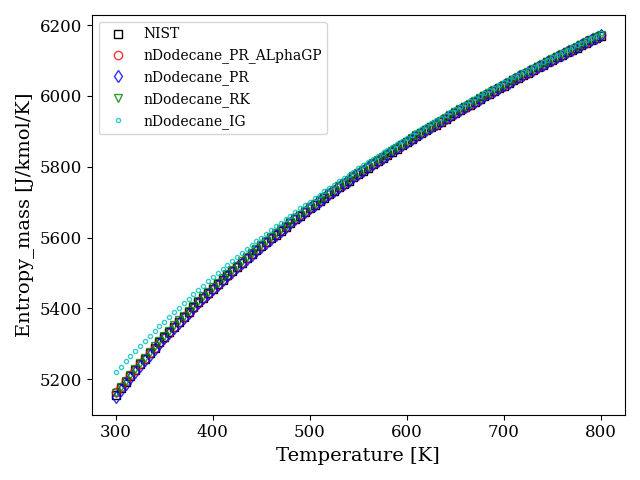 6200
6000
5800
5600
5400
5200
Entropy_mass [J/kmol/K]
NIST
nDodecane_PR_ALphaGP
nDodecane_PR
nDodecane_RK
nDodecane_IG
300 400 500 600 700 800
Temperature [K]